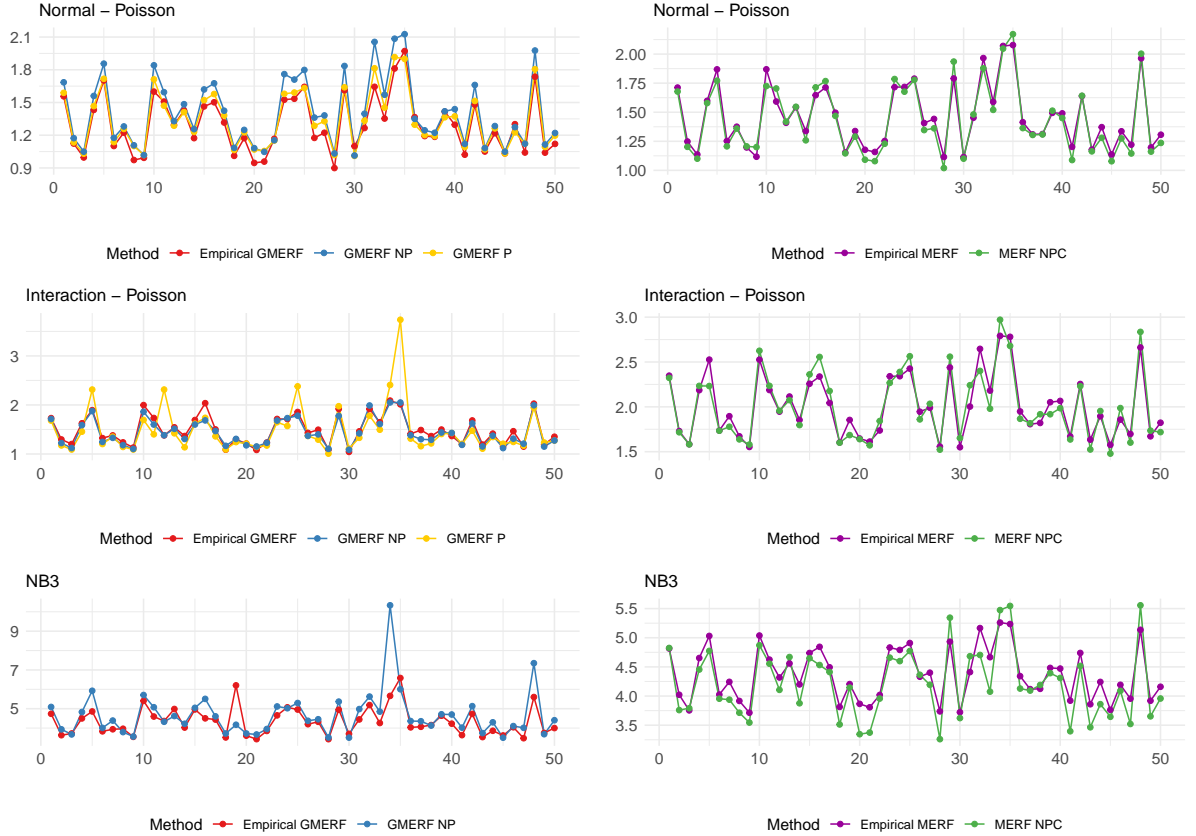 Normal − Poisson
2.1
1.8
1.5
1.2
0.9
0 10 20 30 40 50
Method Empirical GMERF GMERF NP GMERF P
Normal − Poisson
2.00
1.75
1.50
1.25
1.00
0 10 20 30 40 50
Method Empirical MERF MERF NPC
Interaction − Poisson
3
2
1
0 10 20 30 40 50
Method Empirical GMERF GMERF NP GMERF P
Interaction − Poisson
3.0
2.5
2.0
1.5
0 10 20 30 40 50
Method Empirical MERF MERF NPC
NB3
9
7
5
0 10 20 30 40 50
Method Empirical GMERF GMERF NP
NB3
5.5
5.0
4.5
4.0
3.5
0 10 20 30 40 50
Method Empirical MERF MERF NPC